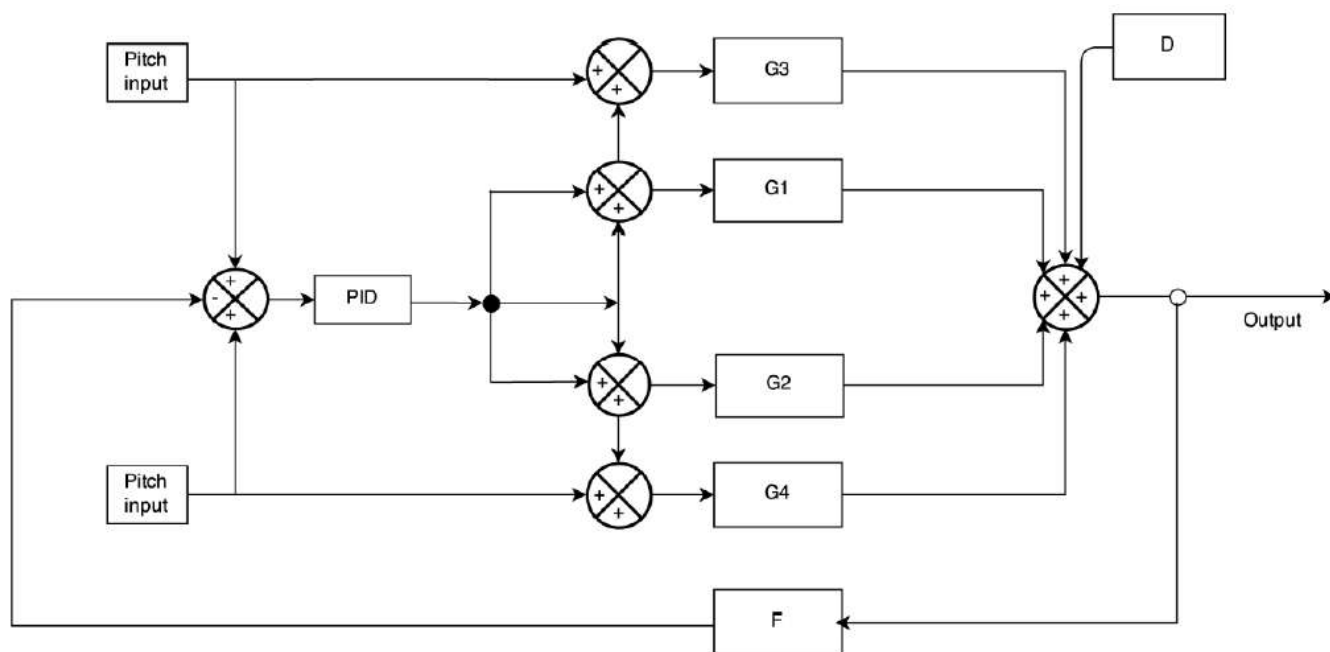 Pitch
input
G3
D
+
+
G1
+
+
+
-
+
PID
+
+
+
+
Output
G2
+
+
Pitch
input
G4
+
+
F